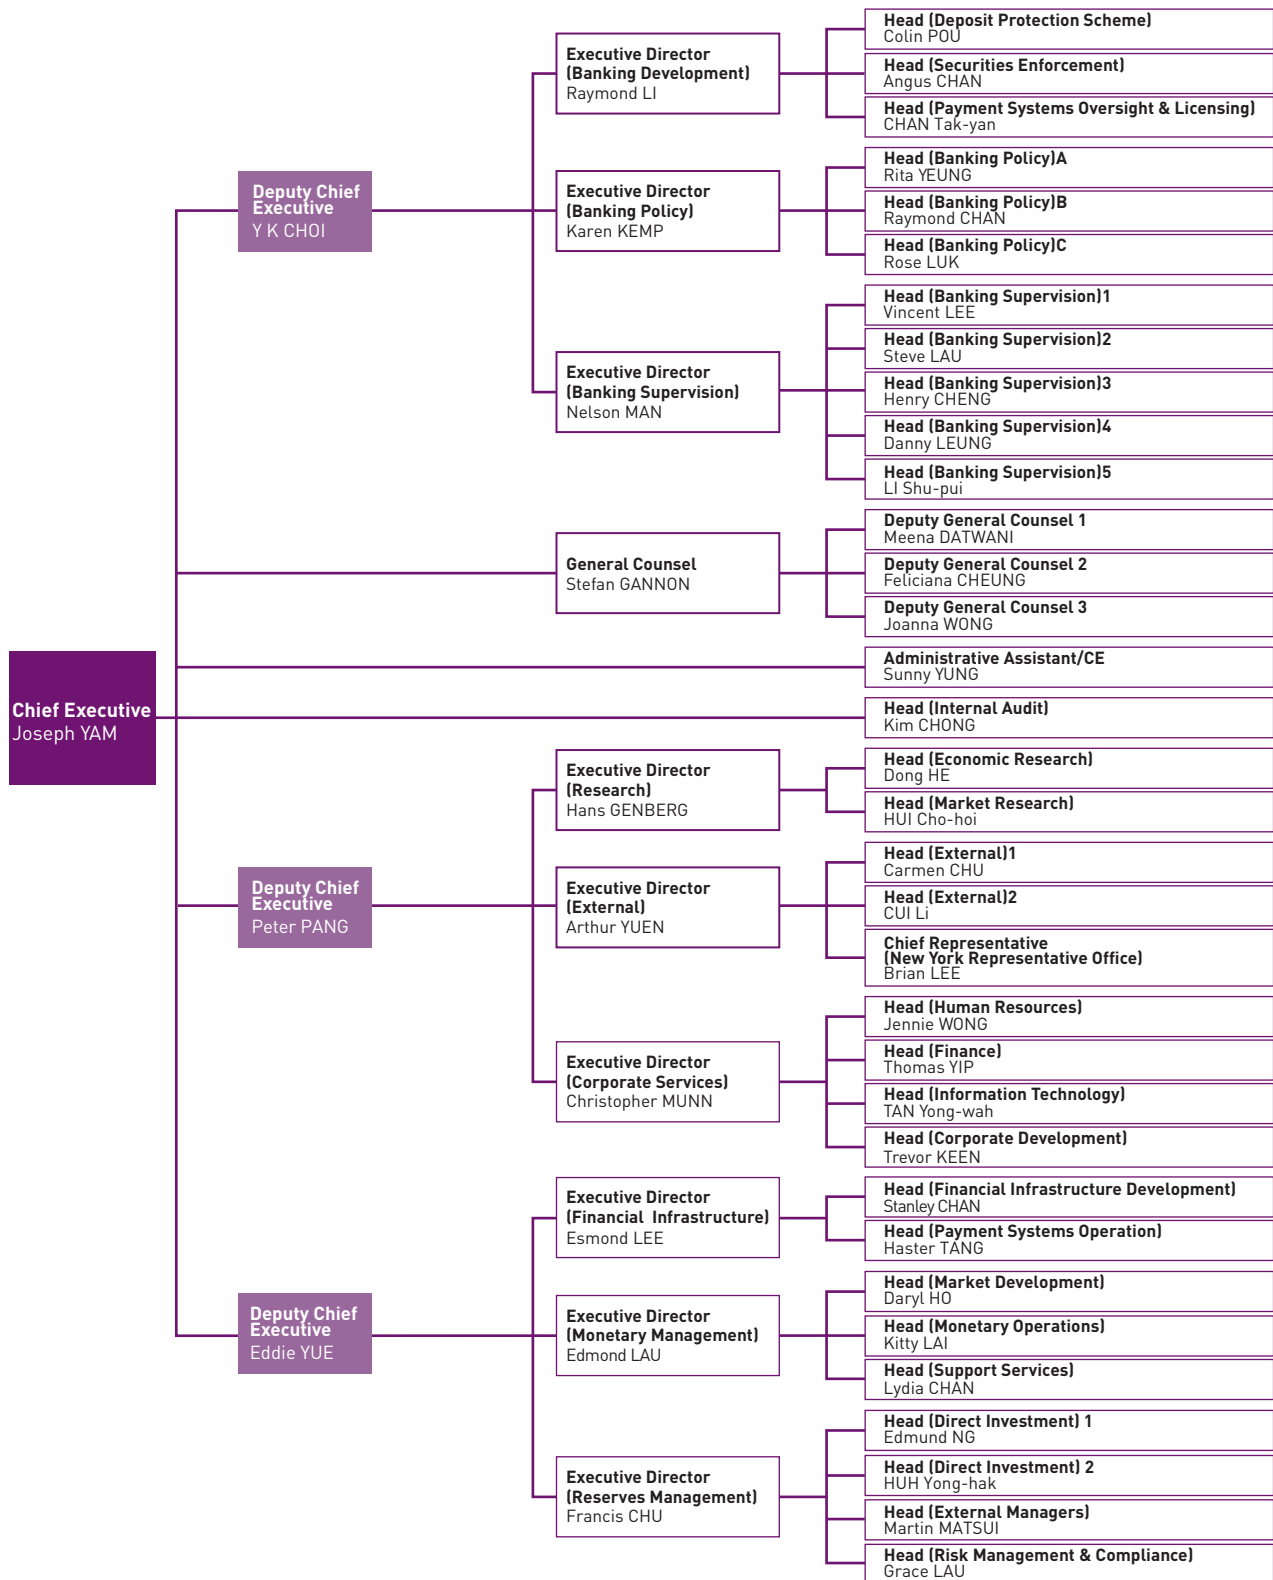 Chief Executive
Joseph YAM
Deputy Chief
Executive
Y K CHOI
Executive Director
(Banking Development)
Raymond LI
Head (Deposit Protection Scheme)
Colin POU
Head (Securities Enforcement)
Angus CHAN
Head (Payment Systems Oversight & Licensing)
CHAN Tak-yan
Executive Director
(Banking Policy)
Karen KEMP
Head (Banking Policy)A
Rita YEUNG
Head (Banking Policy)B
Raymond CHAN
Head (Banking Policy)C
Rose LUK
Executive Director
(Banking Supervision)
Nelson MAN
Head (Banking Supervision)1
Vincent LEE
Head (Banking Supervision)2
Steve LAU
Head (Banking Supervision)3
Henry CHENG
Head (Banking Supervision)4
Danny LEUNG
Head (Banking Supervision)5
LI Shu-pui
General Counsel
Stefan GANNON
Deputy General Counsel 1
Meena DATWANI
Deputy General Counsel 2
Feliciana CHEUNG
Deputy General Counsel 3
Joanna WONG
Administrative Assistant/CE
Sunny YUNG
Head (Internal Audit)
Kim CHONG
Deputy Chief
Executive
Peter PANG
Executive Director
(Research)
Hans GENBERG
Head (Economic Research)
Dong HE
Head (Market Research)
HUI Cho-hoi
Executive Director
(External)
Arthur YUEN
Head (External)1
Carmen CHU
Head (External)2
CUI Li
Chief Representative
(New York Representative Office)
Brian LEE
Executive Director
(Corporate Services)
Christopher MUNN
Head (Human Resources)
Jennie WONG
Head (Finance)
Thomas YIP
Head (Information Technology)
TAN Yong-wah
Head (Corporate Development)
Trevor KEEN
Deputy Chief
Executive
Eddie YUE
Executive Director
(Financial Infrastructure)
Esmond LEE
Head (Financial Infrastructure Development)
Stanley CHAN
Head (Payment Systems Operation)
Haster TANG
Executive Director
(Monetary Management)
Edmond LAU
Head (Market Development)
Daryl HO
Head (Monetary Operations)
Kitty LAI
Head (Support Services)
Lydia CHAN
Executive Director
(Reserves Management)
Francis CHU
Head (Direct Investment) 1
Edmund NG
Head (Direct Investment) 2
HUH Yong-hak
Head (External Managers)
Martin MATSUI
Head (Risk Management & Compliance)
Grace LAU